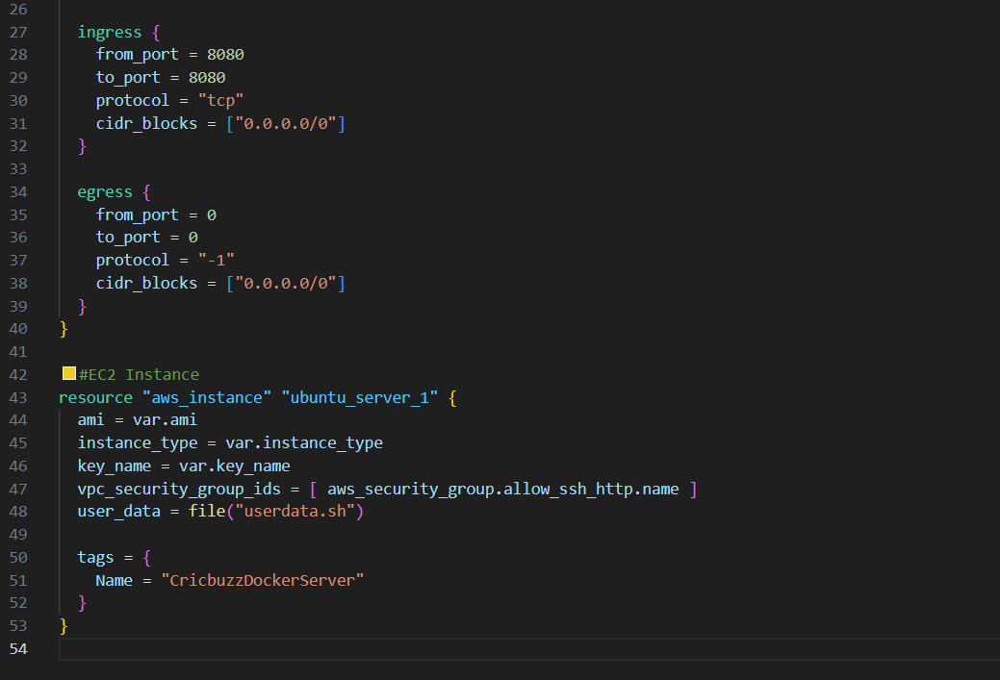 26
27 ingress {
28 from_port = 8080
29 to_port = 8080
30 protocol = "tcp"
31 cidr_blocks = ["0.0.0.0/0"]
32 }
33
34 egress {
35 from_port = 0
36 to_port = 0
37 protocol = "-1"
38 cidr_blocks = ["0.0.0.0/0"]
39 }
40 }
41
42 #EC2 Instance
43 resource "aws_instance" "ubuntu_server_1" {
44 ami = var.ami
45 instance_type = var.instance_type
46 key_name = var.key_name
47 vpc_security_group_ids = [ aws_security_group.allow_ssh_http.name ]
48 user_data = file("userdata.sh")
49
50 tags = {
51 Name = "CricbuzzDockerServer"
52 }
53 }
54